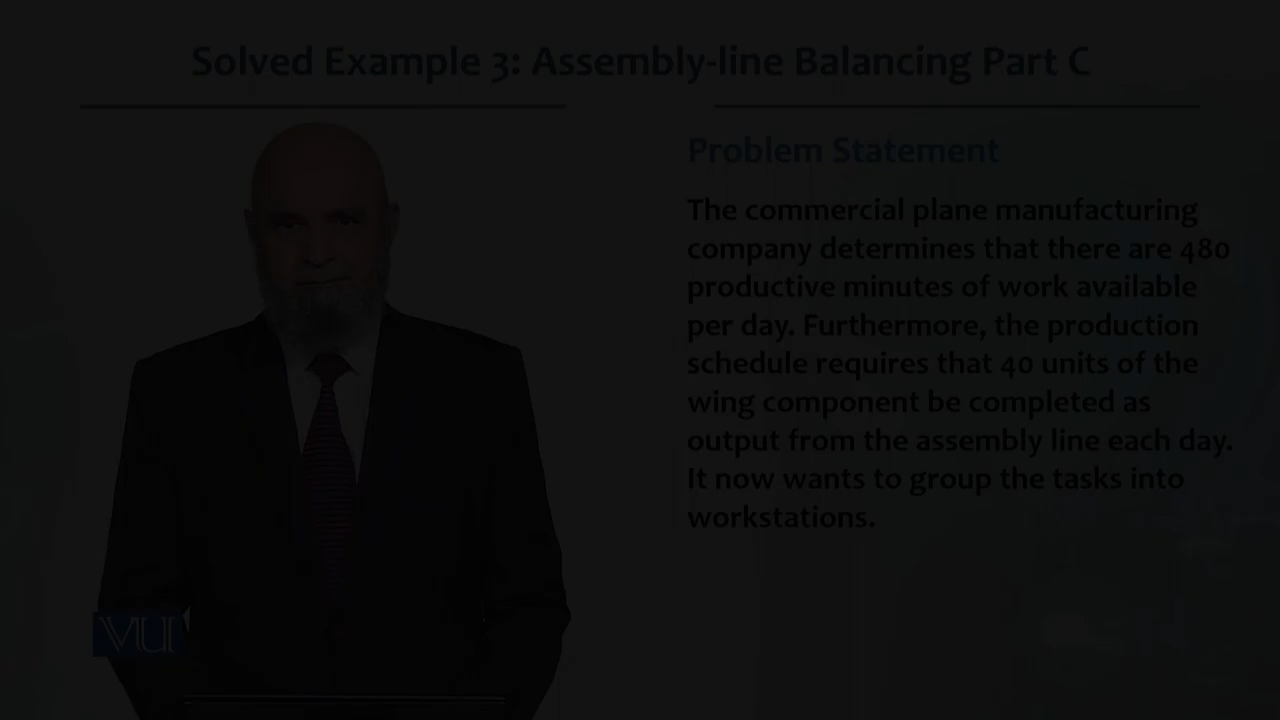 Solved Example 3: Assembly-line Balancing Part C
Problem Statement
The commercial plane manufacturing
company determines that there are 480
productive minutes of work available
per day. Furthermore, the production
schedule requires that 40 units of the
wing component be completed as
output from the assembly line each day.
It now wants to group the tasks into
workstations.
VU